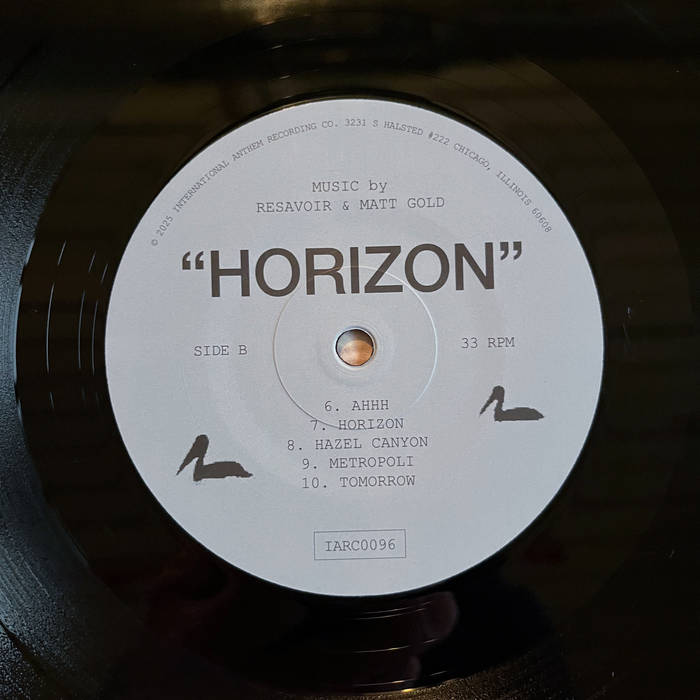 © 2025 INTERNATIONAL ANTHEM RECORDING CO. 3231 S HALSTED #222 CHICAGO, ILLINOIS 60608
MUSIC by
RESAVOIR & MATT GOLD
“HORIZON”
SIDE B
33 RPM
6. AHHH
7. HORIZON
8. HAZEL CANYON
9. METROPOLI
10. TOMORROW
IARC0096